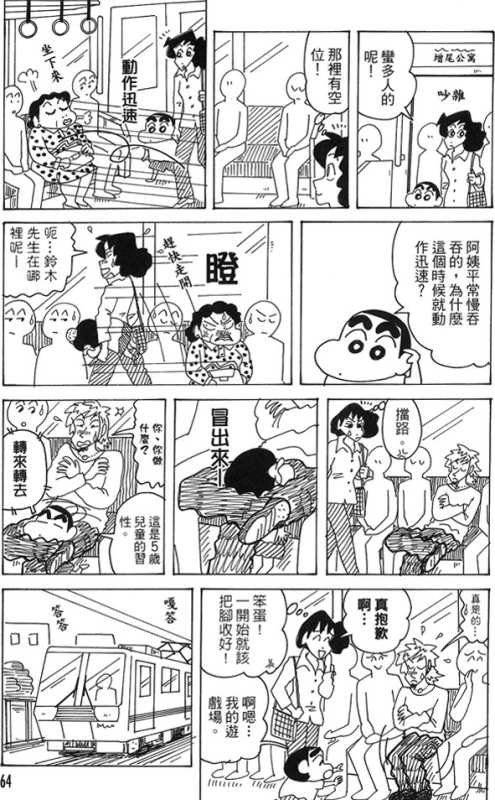 蠻多人的
呢！
增尾公寓
吵雜
那裡有空
位！
動作迅速
坐下來
阿姨平常慢吞
吞的，為什麼
這個時候就動
作迅速？
瞪
趕快走開
呃…鈴木
先生在哪
裡呢—
擋路。
冒出來—
你、你做
什麼？
轉來轉去
這是5歲
兒童的習
性。
真是的…
真抱歉
啊…
笨蛋！
一開始就該
把腳收好！
啊嗯…
我的遊
戲場。
嘎答
答答
64